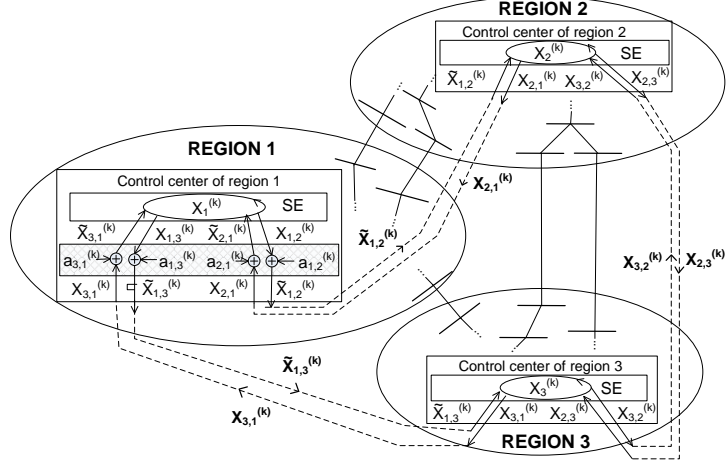 REGION 2
Control center of region 2
X₂⁽ᵏ⁾ SE
X̃₁,₂⁽ᵏ⁾ X₂,₁⁽ᵏ⁾ X₃,₂⁽ᵏ⁾ X₂,₃⁽ᵏ⁾
REGION 1
Control center of region 1
X₁⁽ᵏ⁾ SE
X̃₃,₁⁽ᵏ⁾ X₁,₃⁽ᵏ⁾ X̃₂,₁⁽ᵏ⁾ X₁,₂⁽ᵏ⁾
a₃,₁⁽ᵏ⁾ a₁,₃⁽ᵏ⁾ a₂,₁⁽ᵏ⁾ a₁,₂⁽ᵏ⁾
X₃,₁⁽ᵏ⁾ X̃₁,₃⁽ᵏ⁾ X₂,₁⁽ᵏ⁾ X̃₁,₂⁽ᵏ⁾
X₂,₁⁽ᵏ⁾
X̃₁,₂⁽ᵏ⁾
X₃,₂⁽ᵏ⁾ X₂,₃⁽ᵏ⁾
X̃₁,₃⁽ᵏ⁾
X₃,₁⁽ᵏ⁾
Control center of region 3
X₃⁽ᵏ⁾ SE
X̃₁,₃⁽ᵏ⁾ X₃,₁⁽ᵏ⁾ X₂,₃⁽ᵏ⁾ X₃,₂⁽ᵏ⁾
REGION 3